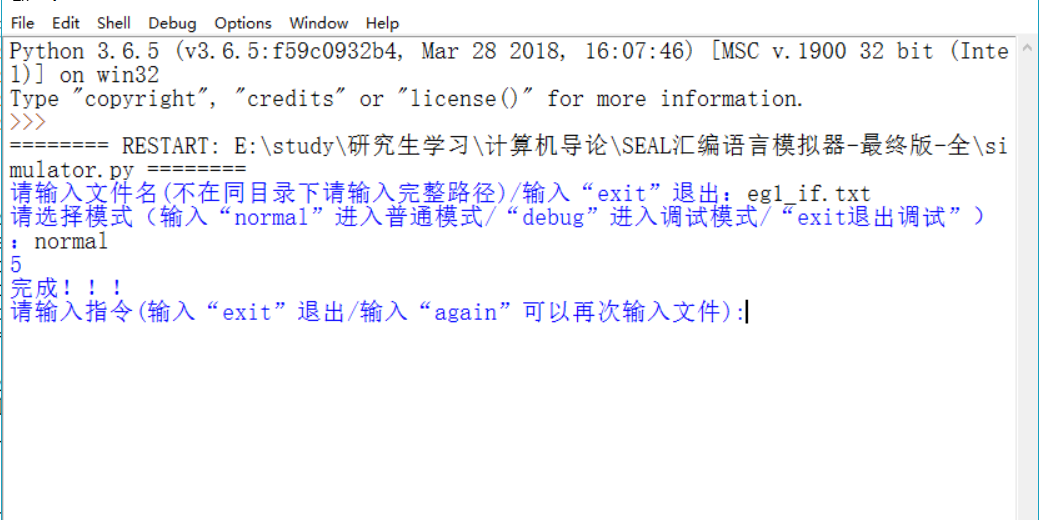 File Edit Shell Debug Options Window Help
Python 3.6.5 (v3.6.5:f59c0932b4, Mar 28 2018, 16:07:46) [MSC v.1900 32 bit (Inte
l)] on win32
Type "copyright", "credits" or "license()" for more information.
>>>
======== RESTART: E:\study\研究生学习\计算机导论\SEAL汇编语言模拟器-最终版-全\si
mulator.py ========
请输入文件名(不在同目录下请输入完整路径)/输入“exit”退出：eg1_if.txt
请选择模式（输入“normal”进入普通模式/“debug”进入调试模式/“exit退出调试”）
：normal
5
完成！！！
请输入指令(输入“exit”退出/输入“again”可以再次输入文件):